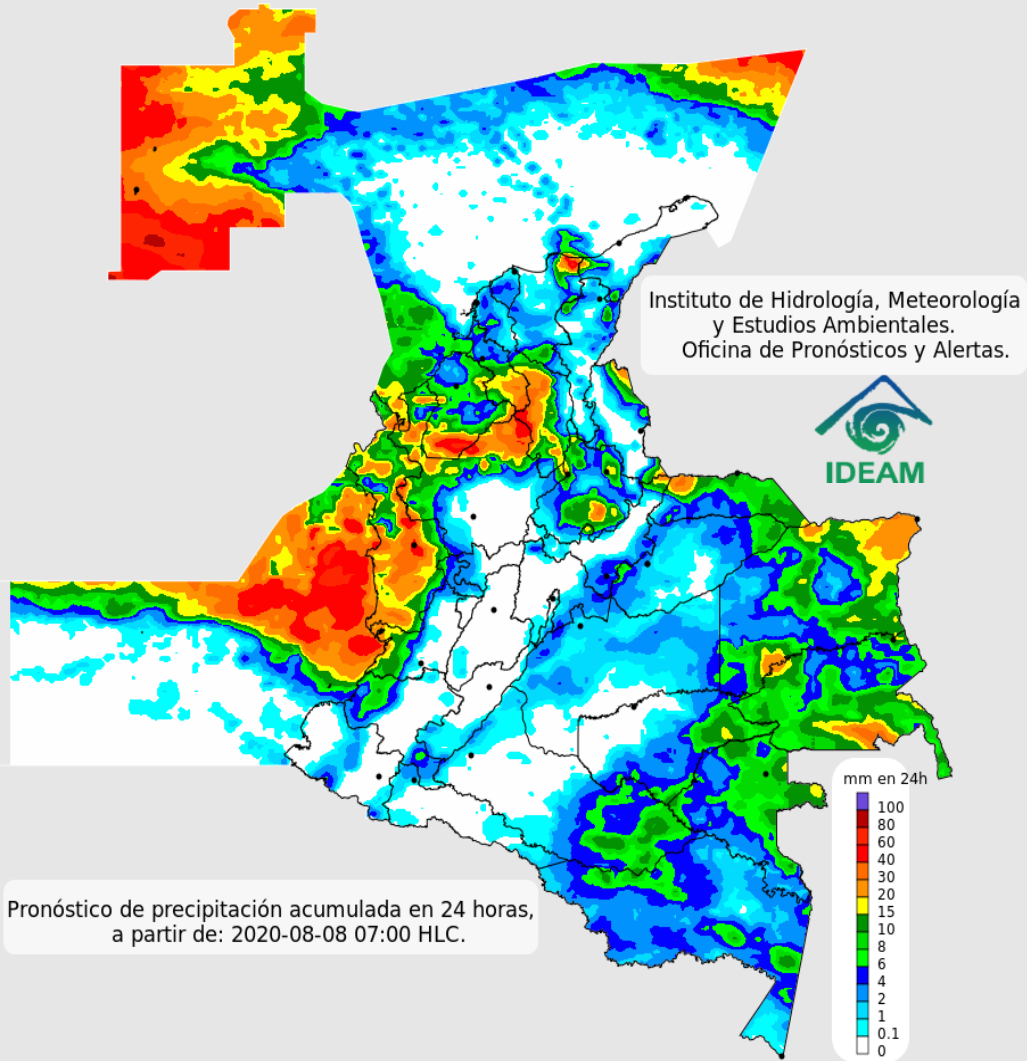 Instituto de Hidrología, Meteorología
y Estudios Ambientales.
Oficina de Pronósticos y Alertas.
IDEAM
mm en 24h
100
80
60
40
30
20
15
10
8
6
4
2
1
0.1
0
Pronóstico de precipitación acumulada en 24 horas,
a partir de: 2020-08-08 07:00 HLC.